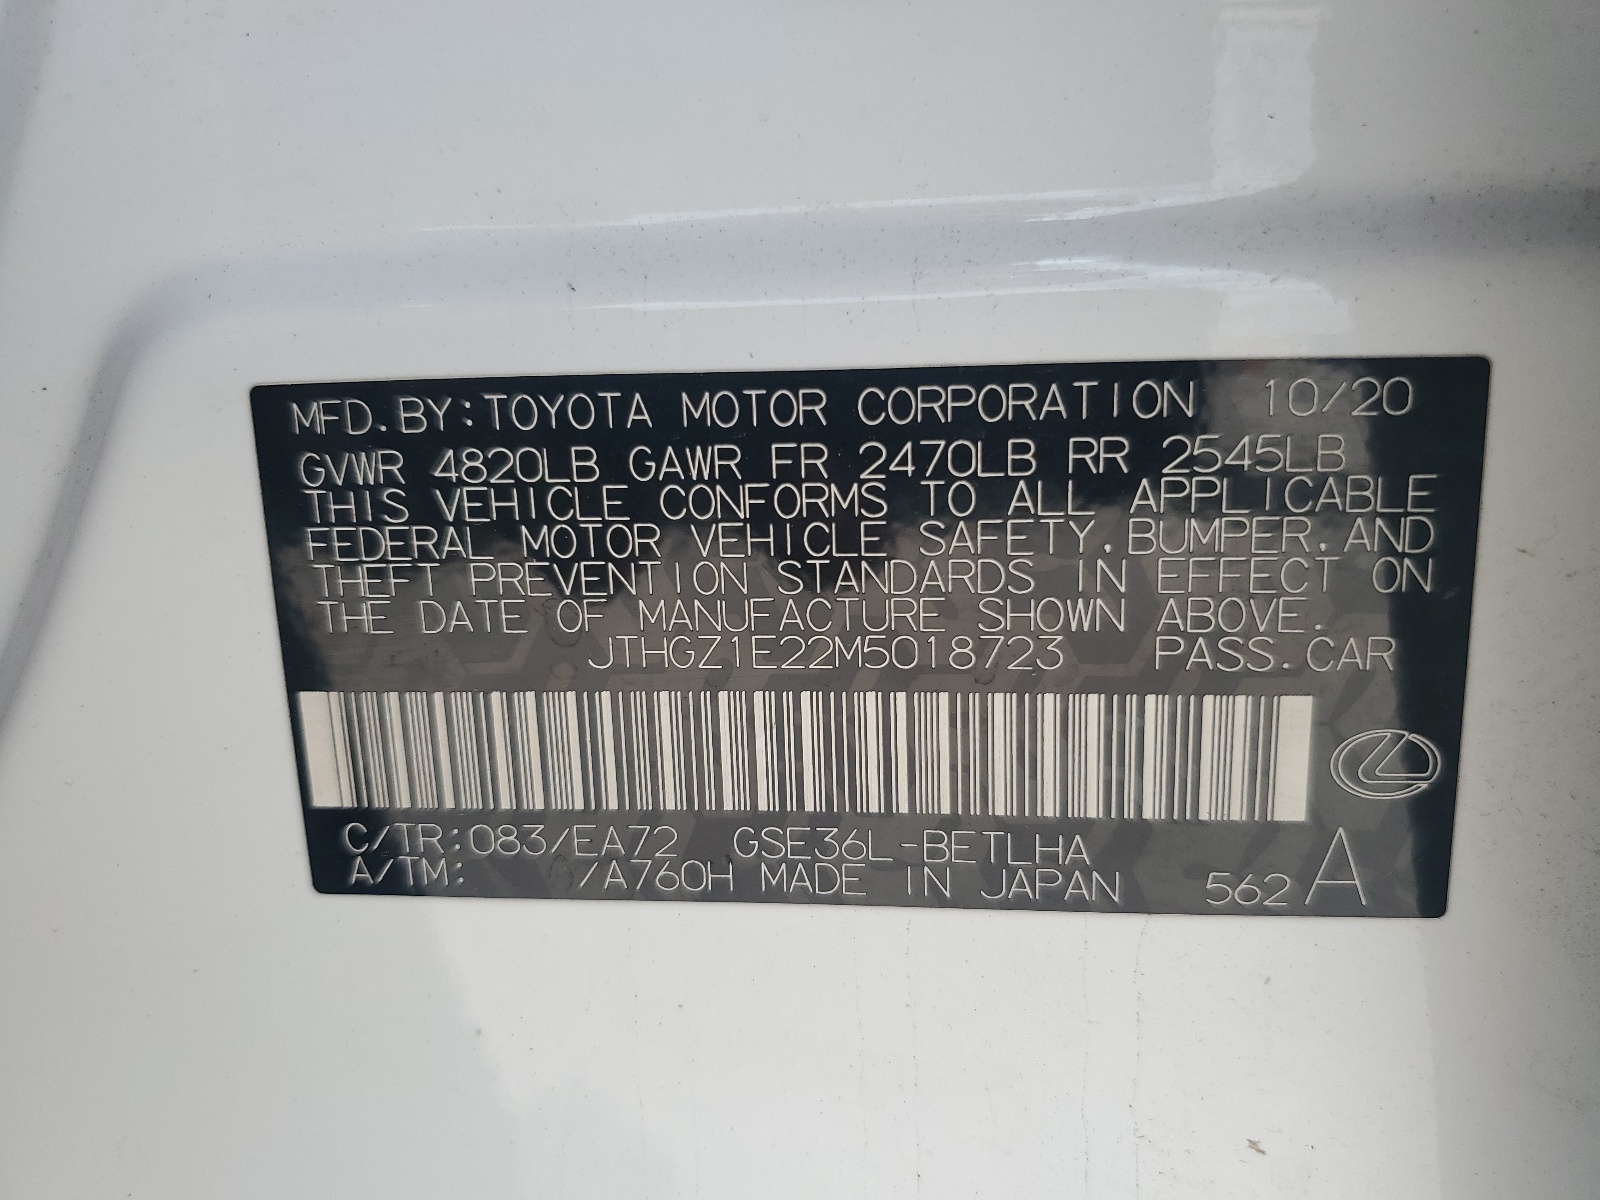 MFD.BY:TOYOTA MOTOR CORPORATION 10/20
GVWR 4820LB GAWR FR 2470LB RR 2545LB
THIS VEHICLE CONFORMS TO ALL APPLICABLE
FEDERAL MOTOR VEHICLE SAFETY,BUMPER,AND
THEFT PREVENTION STANDARDS IN EFFECT ON
THE DATE OF MANUFACTURE SHOWN ABOVE.
JTHGZ1E22M5018723 PASS.CAR
C/TR:083/EA72 GSE36L-BETLHA
A/TM: /A760H MADE IN JAPAN 562 A